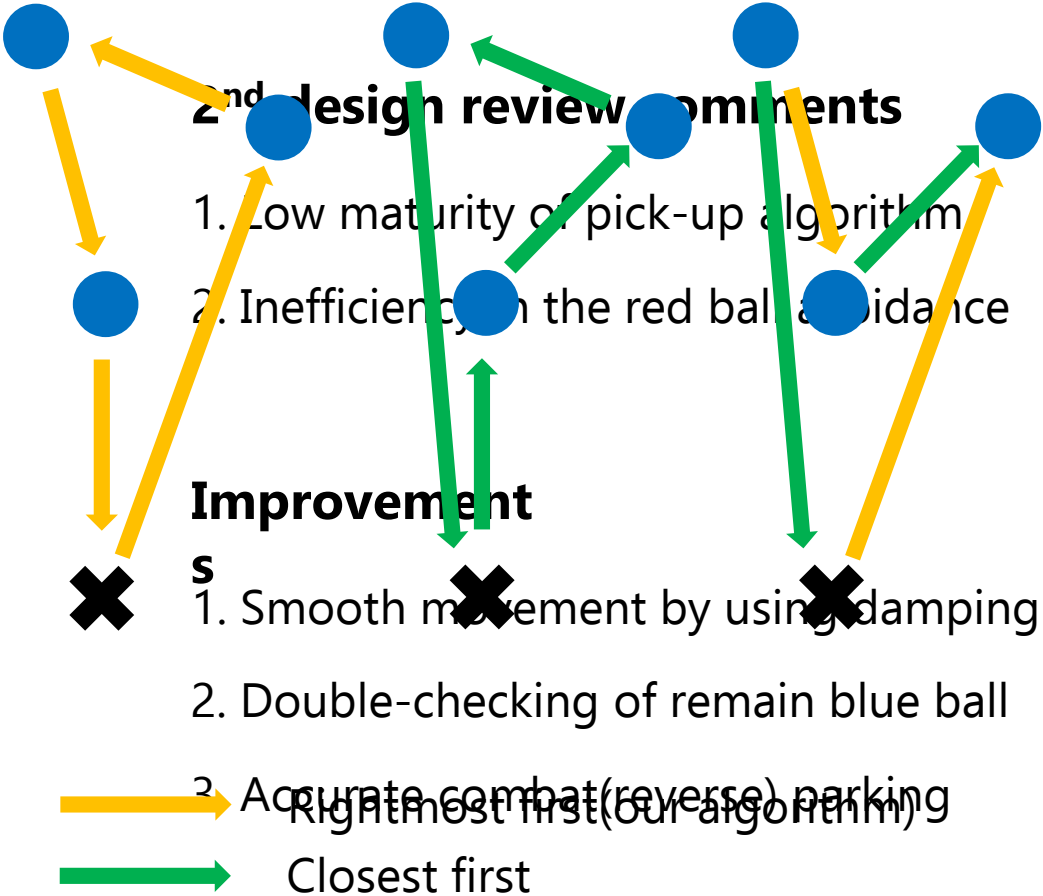 2nd design review comments
1. Low maturity of pick-up algorithm
2. Inefficiency in the red ball avoidance
Improvement
s
1. Smooth movement by using damping
2. Double-checking of remain blue ball
3. Accurate combat(reverse) parking
Rightmost first(our algorithm)
Closest first